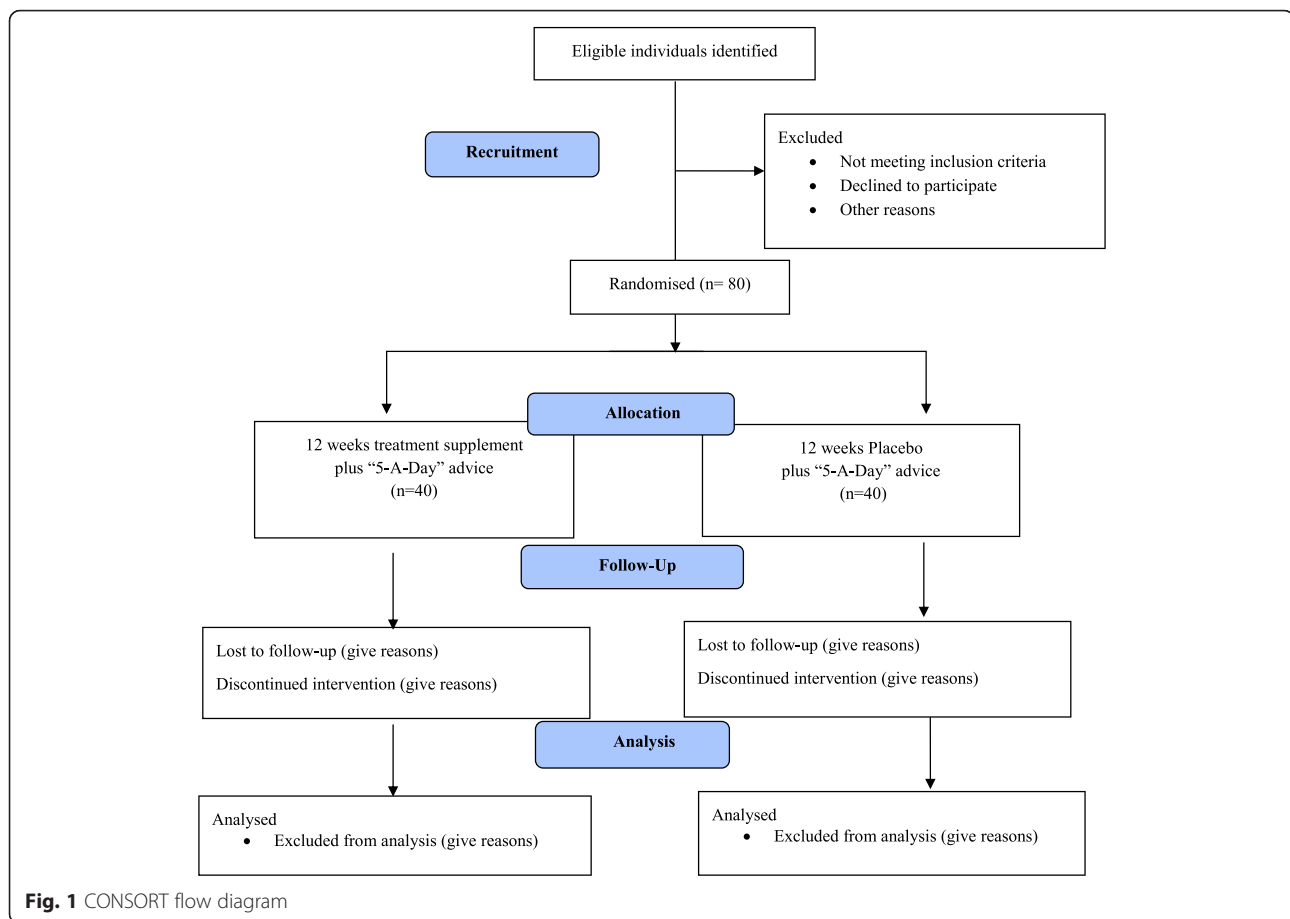 Eligible individuals identified
Recruitment
Excluded
• Not meeting inclusion criteria
• Declined to participate
• Other reasons
Randomised (n= 80)
Allocation
12 weeks treatment supplement
plus “5-A-Day” advice
(n=40)
12 weeks Placebo
plus “5-A-Day” advice
(n=40)
Follow-Up
Lost to follow-up (give reasons)
Discontinued intervention (give reasons)
Lost to follow-up (give reasons)
Discontinued intervention (give reasons)
Analysis
Analysed
• Excluded from analysis (give reasons)
Analysed
• Excluded from analysis (give reasons)
Fig. 1 CONSORT flow diagram